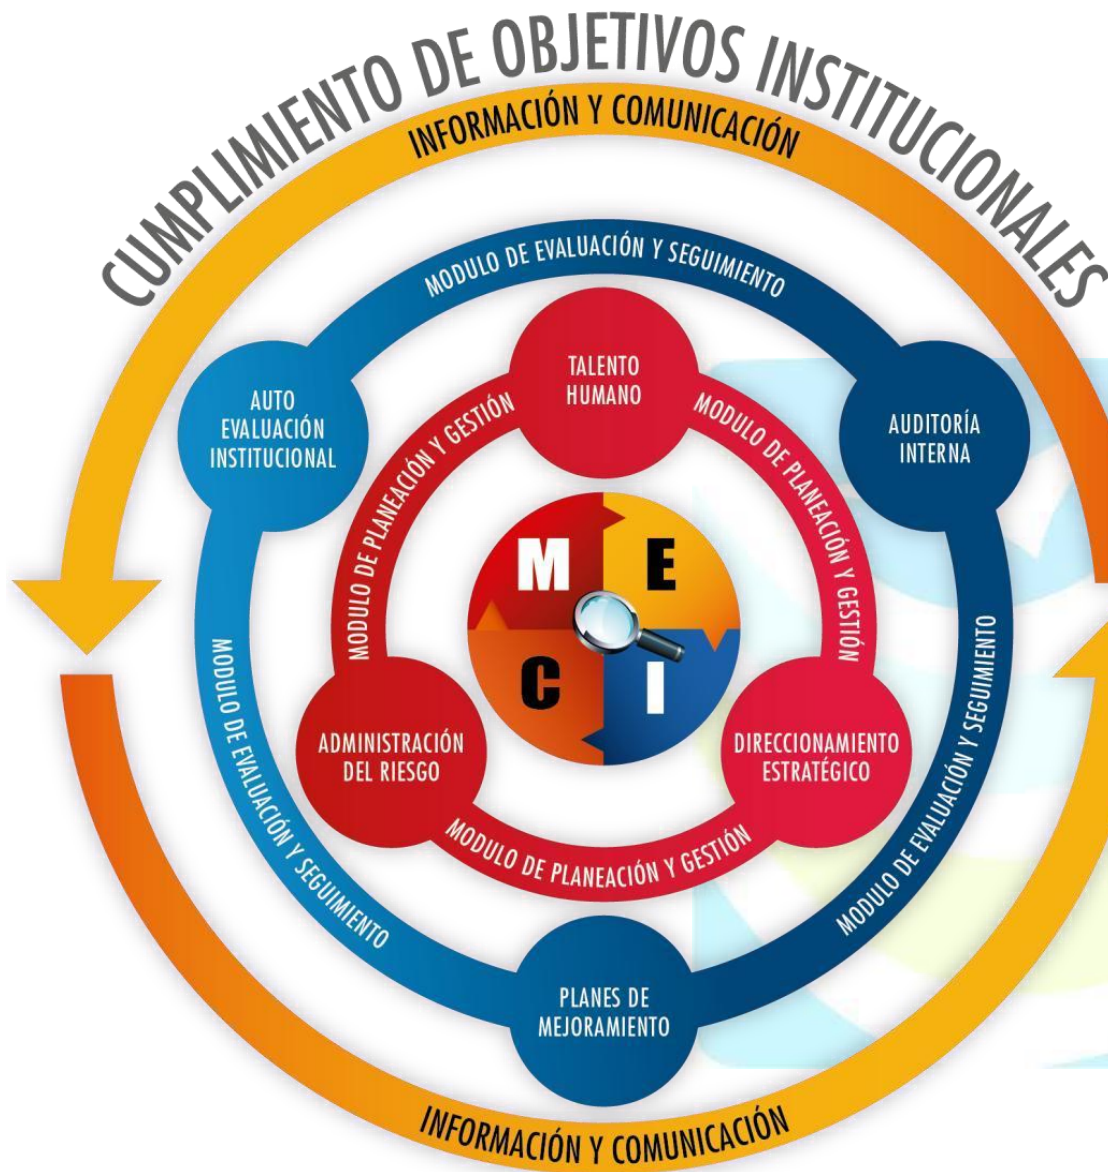 CUMPLIMIENTO DE OBJETIVOS INSTITUCIONALES
INFORMACIÓN Y COMUNICACIÓN
MODULO DE EVALUACIÓN Y SEGUIMIENTO
TALENTO
HUMANO
AUTO
EVALUACIÓN
INSTITUCIONAL
AUDITORÍA
INTERNA
MODULO DE PLANEACIÓN Y GESTIÓN
MODULO DE PLANEACIÓN Y GESTIÓN
M E
C I
MODULO DE EVALUACIÓN Y SEGUIMIENTO
MODULO DE EVALUACIÓN Y SEGUIMIENTO
ADMINISTRACIÓN
DEL RIESGO
DIRECCIONAMIENTO
ESTRATÉGICO
MODULO DE PLANEACIÓN Y GESTIÓN
PLANES DE
MEJORAMIENTO
INFORMACIÓN Y COMUNICACIÓN